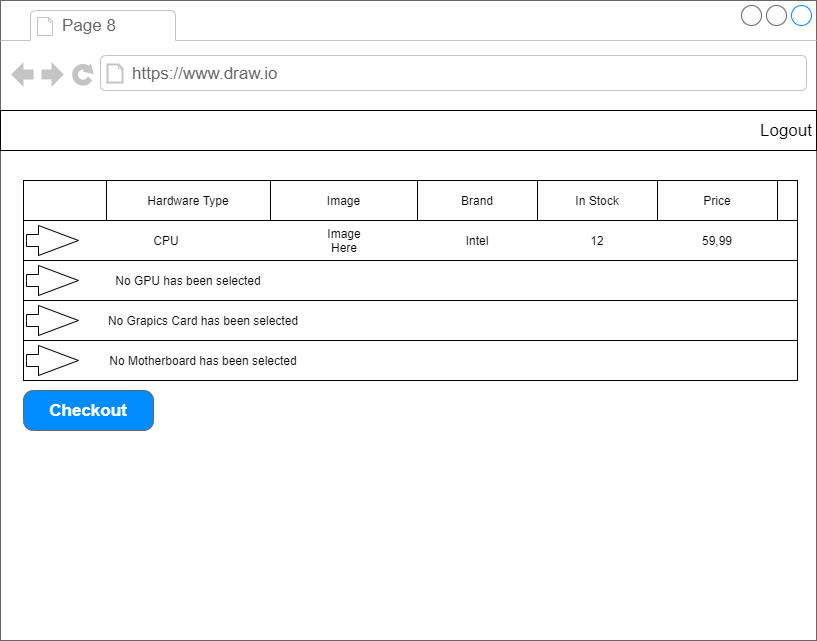 Page 8
https://www.draw.io
Logout
Hardware Type Image Brand In Stock Price
CPU Image Here Intel 12 59,99
No GPU has been selected
No Grapics Card has been selected
No Motherboard has been selected
Checkout